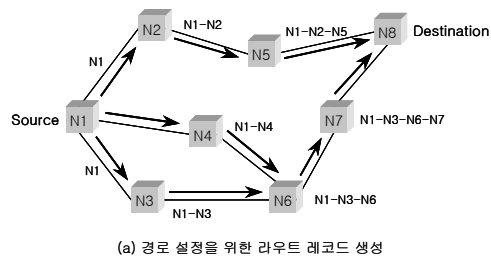 N2
N1-N2
N1-N2-N5
N8
Destination
N1
N5
Source
N1
N4
N1-N4
N7
N1-N3-N6-N7
N1
N3
N1-N3
N6
N1-N3-N6
(a) 경로 설정을 위한 라우트 레코드 생성